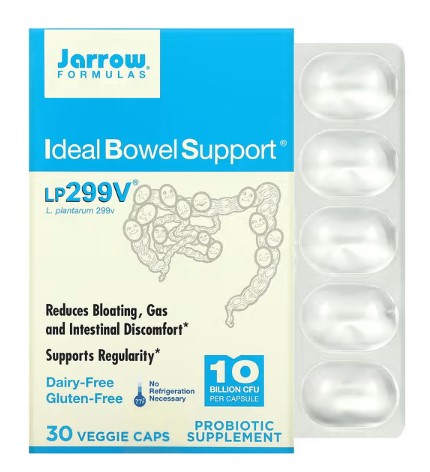 Jarrow
FORMULAS®
Ideal Bowel Support®
LP299V®
L. plantarum 299v
Reduces Bloating, Gas
and Intestinal Discomfort*
Supports Regularity*
Dairy-Free
Gluten-Free
No
Refrigeration
Necessary
77°
10
BILLION CFU
PER CAPSULE
30 VEGGIE CAPS
PROBIOTIC
SUPPLEMENT